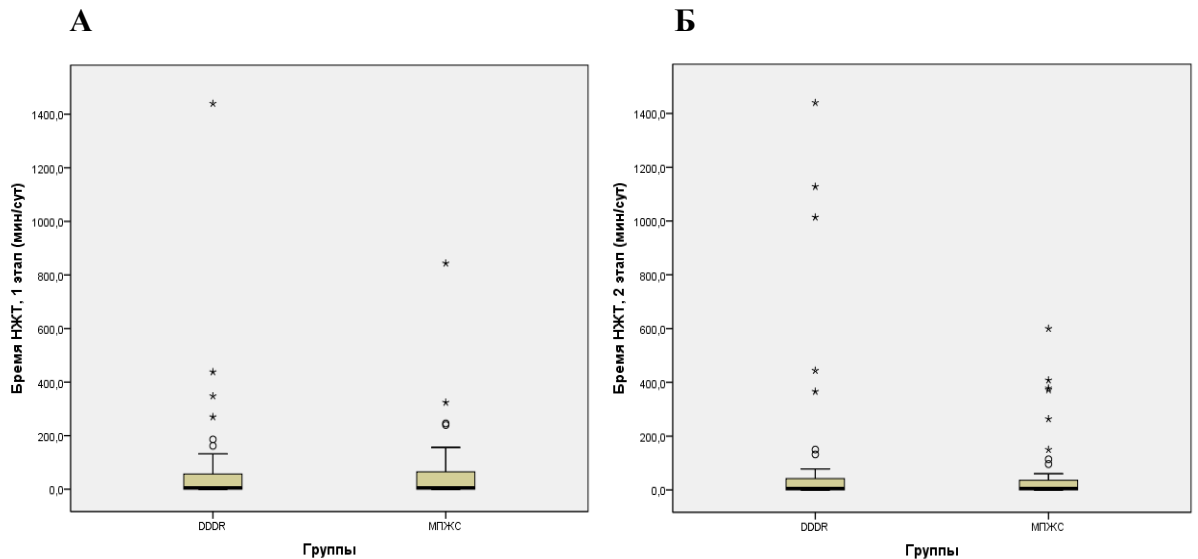 А
Бремя НЖТ, 1 этап (мин/сут)
1400,0
1200,0
1000,0
800,0
600,0
400,0
200,0
0,0
DDDR
МПЖС
Группы
Б
Бремя НЖТ, 2 этап (мин/сут)
1400,0
1200,0
1000,0
800,0
600,0
400,0
200,0
0,0
DDDR
МПЖС
Группы